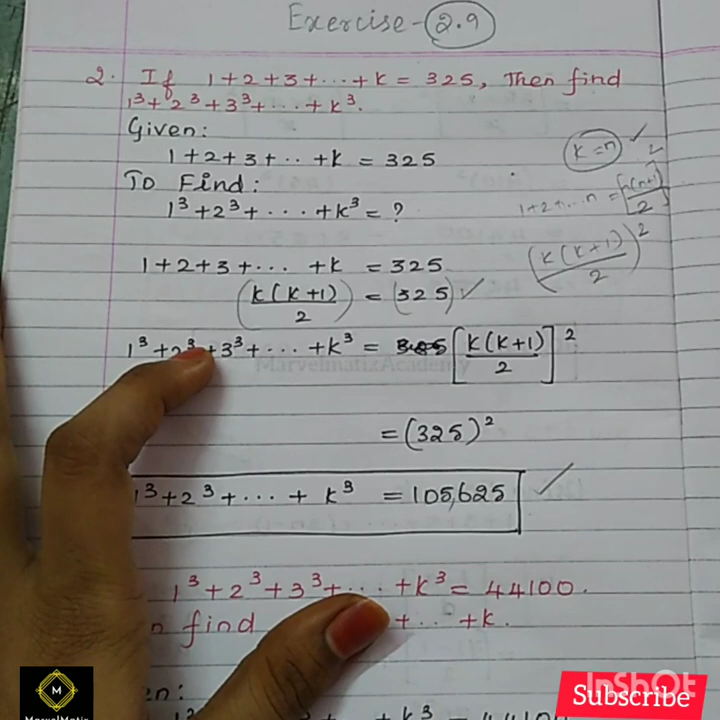 Exercise - 2.9
2. If 1+2+3+...+k = 325, Then find
1³+2³+3³+...+k³.
Given:
1+2+3+..+k = 325
k=n ✓
To Find:
1+2+...n = [n(n+1)/2]²
1³+2³+...+k³ = ?
(k(k+1)/2)²
1+2+3+... +k = 325
(k(k+1)/2) = (325) ✓
1³+2³+3³+...+k³ = [k(k+1)/2]²
MarvelmatixAcademy
= (325)²
1³+2³+...+ k³ = 105,625 ✓
1³+2³+3³+...+k³ = 44100.
find +..+k.
M
InShOt
Subscribe
MarvelMatix